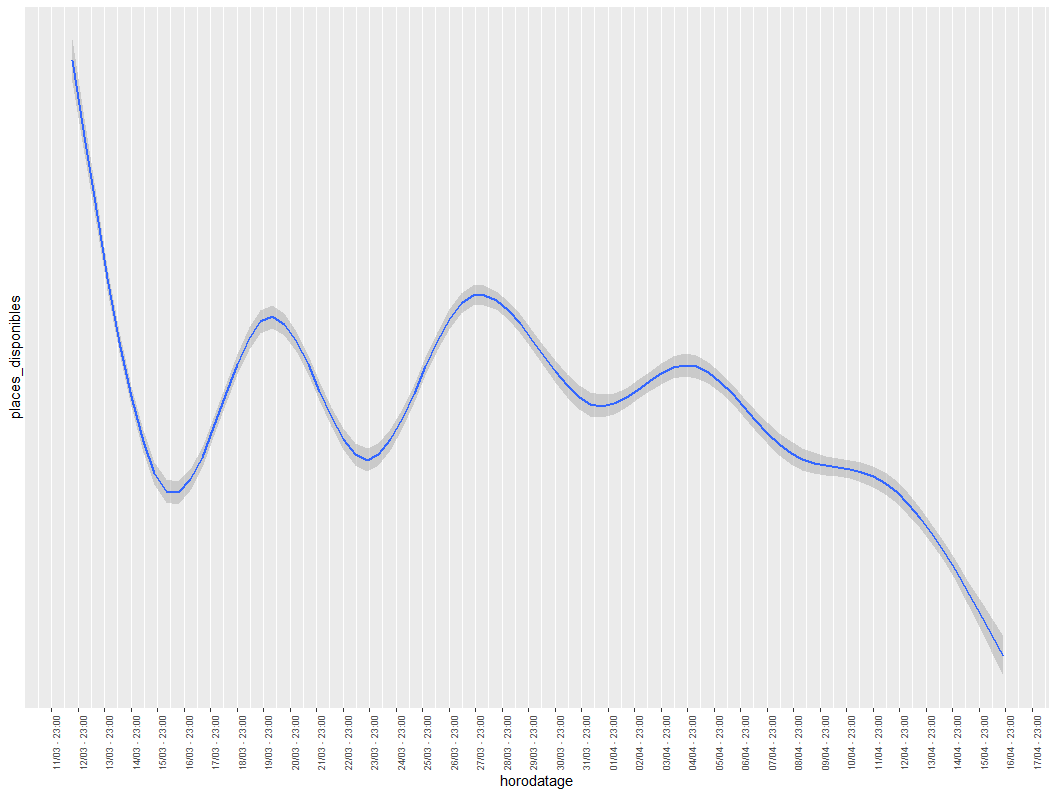 places_disponibles
11/03 - 23:00
12/03 - 23:00
13/03 - 23:00
14/03 - 23:00
15/03 - 23:00
16/03 - 23:00
17/03 - 23:00
18/03 - 23:00
19/03 - 23:00
20/03 - 23:00
21/03 - 23:00
22/03 - 23:00
23/03 - 23:00
24/03 - 23:00
25/03 - 23:00
26/03 - 23:00
27/03 - 23:00
28/03 - 23:00
29/03 - 23:00
30/03 - 23:00
31/03 - 23:00
01/04 - 23:00
02/04 - 23:00
03/04 - 23:00
04/04 - 23:00
05/04 - 23:00
06/04 - 23:00
07/04 - 23:00
08/04 - 23:00
09/04 - 23:00
10/04 - 23:00
11/04 - 23:00
12/04 - 23:00
13/04 - 23:00
14/04 - 23:00
15/04 - 23:00
16/04 - 23:00
17/04 - 23:00
horodatage